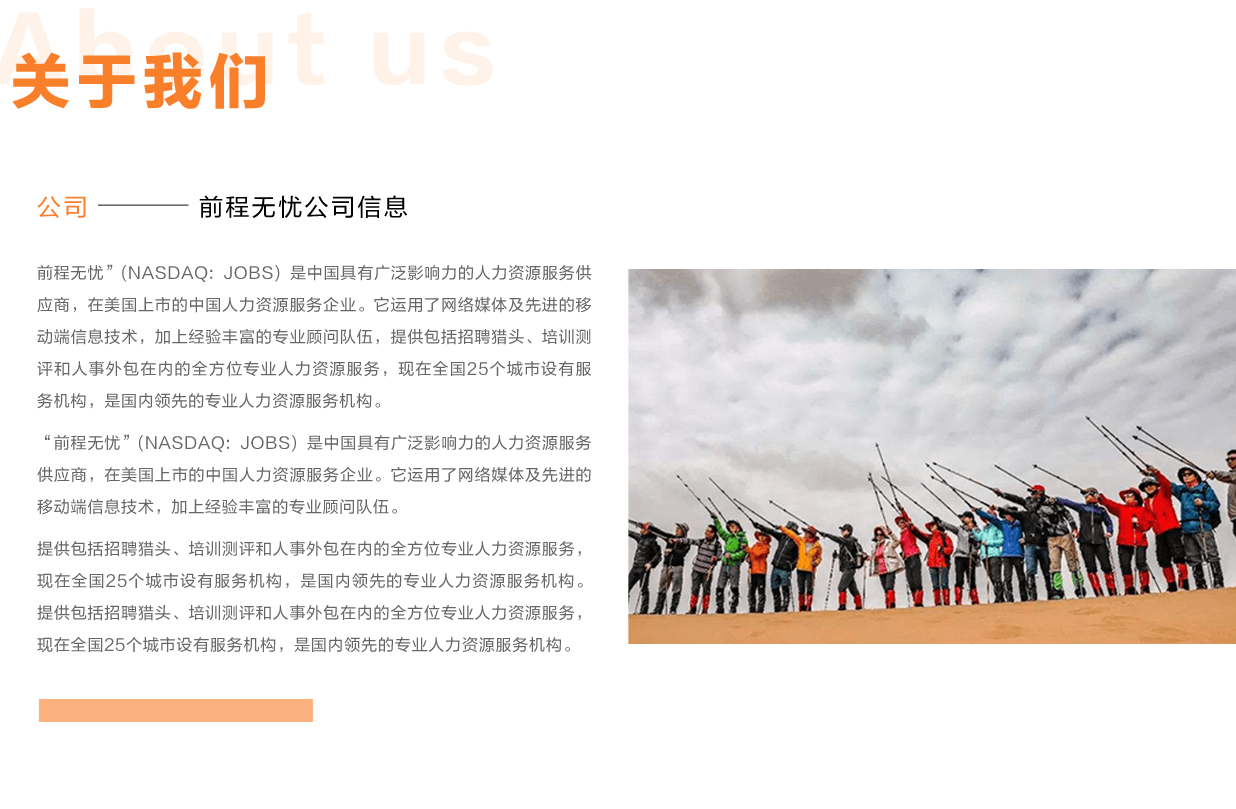 About us
关于我们
公司 前程无忧公司信息
前程无忧”(NASDAQ: JOBS) 是中国具有广泛影响力的人力资源服务供
应商，在美国上市的中国人力资源服务企业。它运用了网络媒体及先进的移
动端信息技术，加上经验丰富的专业顾问队伍，提供包括招聘猎头、培训测
评和人事外包在内的全方位专业人力资源服务，现在全国25个城市设有服
务机构，是国内领先的专业人力资源服务机构。
“前程无忧”(NASDAQ: JOBS) 是中国具有广泛影响力的人力资源服务
供应商，在美国上市的中国人力资源服务企业。它运用了网络媒体及先进的
移动端信息技术，加上经验丰富的专业顾问队伍。
提供包括招聘猎头、培训测评和人事外包在内的全方位专业人力资源服务，
现在全国25个城市设有服务机构，是国内领先的专业人力资源服务机构。
提供包括招聘猎头、培训测评和人事外包在内的全方位专业人力资源服务，
现在全国25个城市设有服务机构，是国内领先的专业人力资源服务机构。